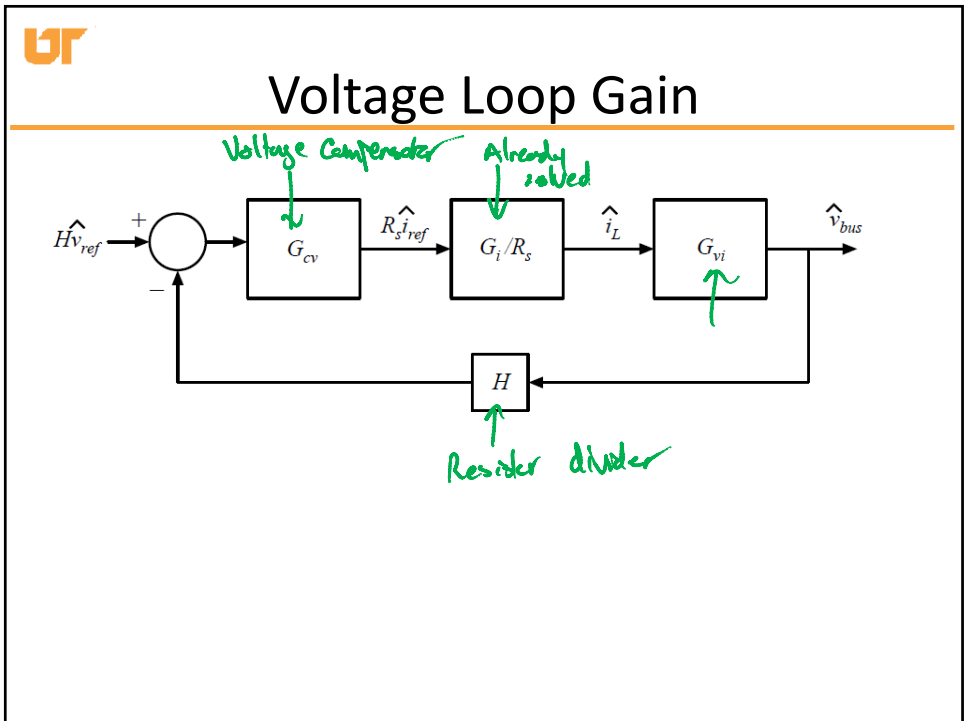 UT
Voltage Loop Gain
Voltage Compensator
Already
solved
Hv̂ref
+
−
Gcv
Rsîref
Gi/Rs
îL
Gvi
v̂bus
H
Resistor divider